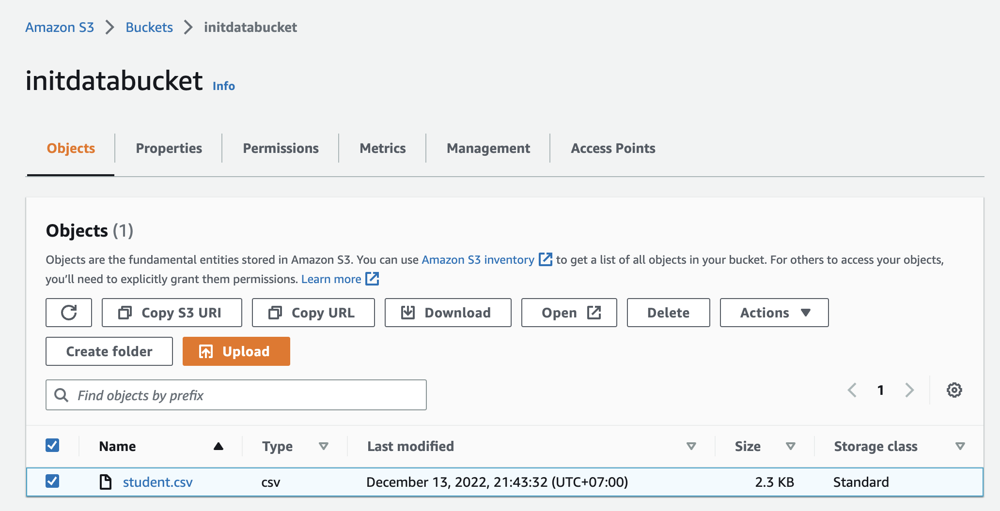 Amazon S3 Buckets initdatabucket
initdatabucket Info
Objects Properties Permissions Metrics Management Access Points
Objects (1)
Objects are the fundamental entities stored in Amazon S3. You can use Amazon S3 inventory to get a list of all objects in your bucket. For others to access your objects,
you’ll need to explicitly grant them permissions. Learn more
Copy S3 URI Copy URL Download Open Delete Actions
Create folder Upload
Find objects by prefix 1
Name Type Last modified Size Storage class
student.csv csv December 13, 2022, 21:43:32 (UTC+07:00) 2.3 KB Standard